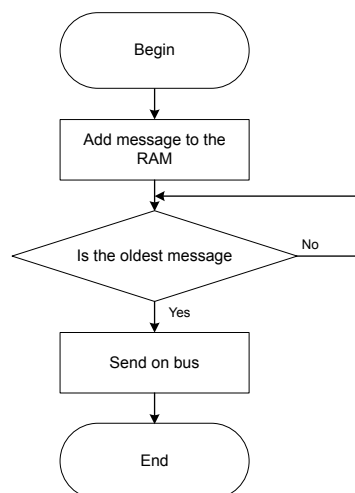 Begin
Add message to the
RAM
Is the oldest message
No
Yes
Send on bus
End